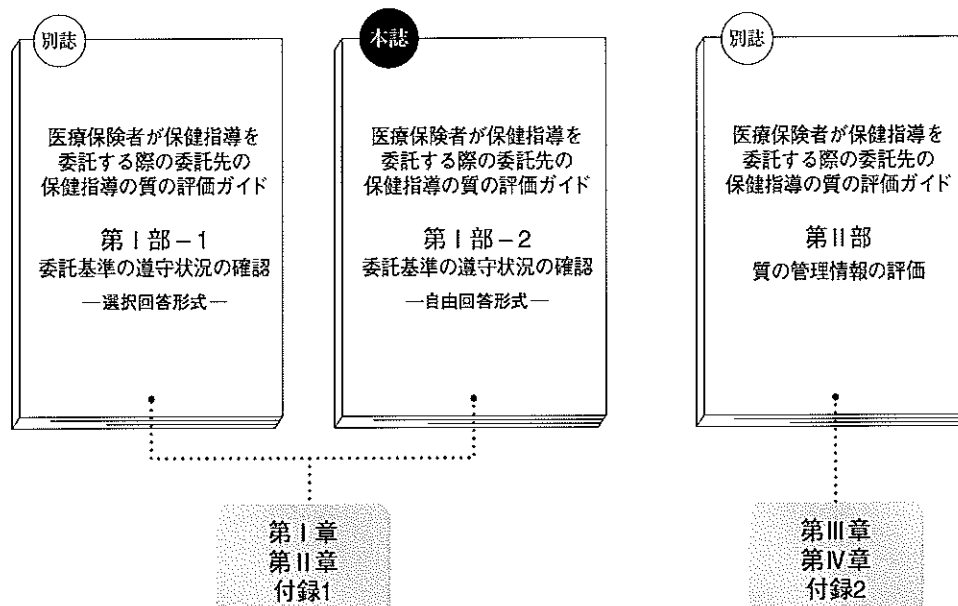 別誌
医療保険者が保健指導を
委託する際の委託先の
保健指導の質の評価ガイド
第Ⅰ部－1
委託基準の遵守状況の確認
―選択回答形式―
本誌
医療保険者が保健指導を
委託する際の委託先の
保健指導の質の評価ガイド
第Ⅰ部－2
委託基準の遵守状況の確認
―自由回答形式―
別誌
医療保険者が保健指導を
委託する際の委託先の
保健指導の質の評価ガイド
第Ⅱ部
質の管理情報の評価
第Ⅰ章
第Ⅱ章
付録1
第Ⅲ章
第Ⅳ章
付録2